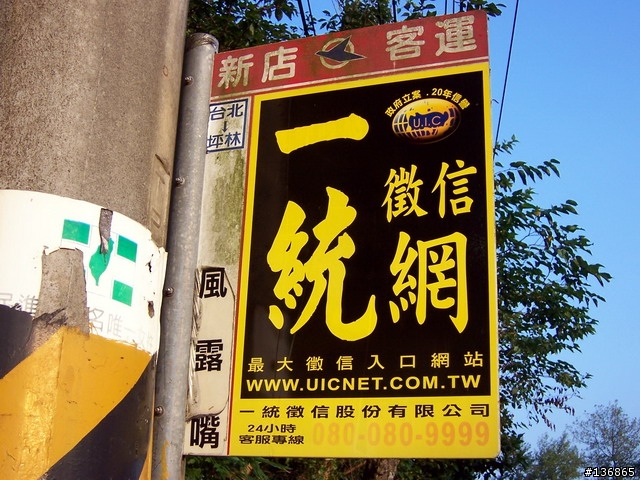 新店 客運
台北
坪林
風露嘴
政府立案．20年信譽
U.I.C
一統
徵信網
最大徵信入口網站
WWW.UICNET.COM.TW
一統徵信股份有限公司
24小時
客服專線 080-080-9999
#136865